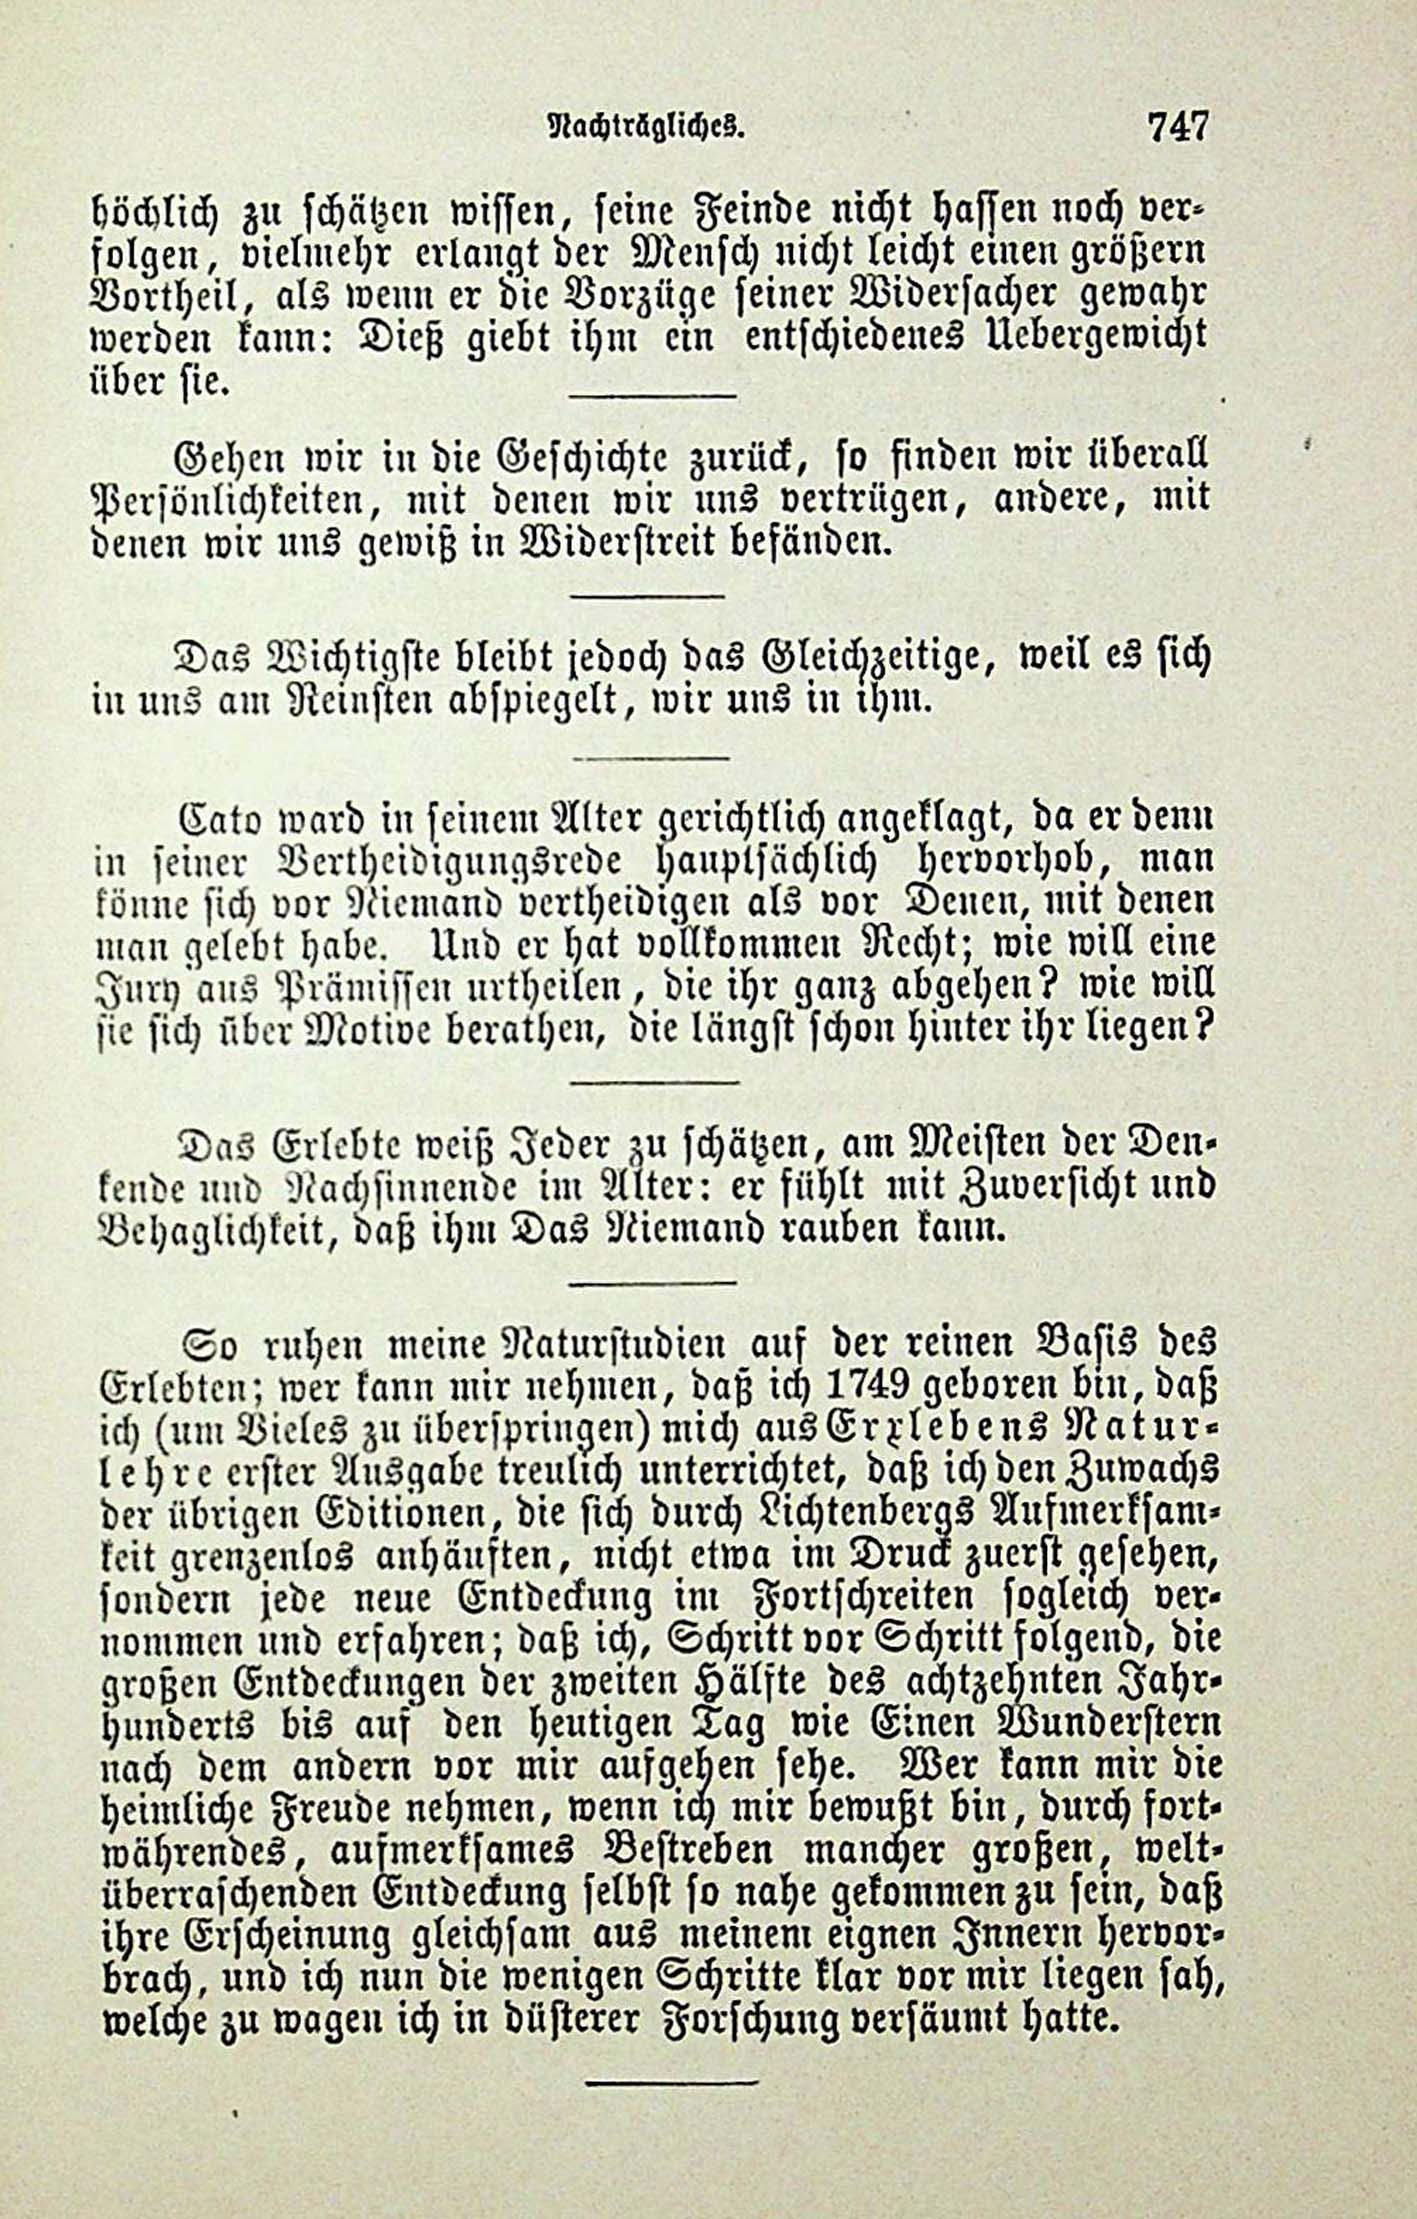 Nachträgliches. 747
höchlich zu schätzen wissen, seine Feinde nicht hassen noch ver-
folgen, vielmehr erlangt der Mensch nicht leicht einen größern
Vortheil, als wenn er die Vorzüge seiner Widersacher gewahr
werden kann: Dieß giebt ihm ein entschiedenes Uebergewicht
über sie.
Gehen wir in die Geschichte zurück, so finden wir überall
Persönlichkeiten, mit denen wir uns vertrügen, andere, mit
denen wir uns gewiß in Widerstreit befänden.
Das Wichtigste bleibt jedoch das Gleichzeitige, weil es sich
in uns am Reinsten abspiegelt, wir uns in ihm.
Cato ward in seinem Alter gerichtlich angeklagt, da er denn
in seiner Vertheidigungsrede hauptsächlich hervorhob, man
könne sich vor Niemand vertheidigen als vor Denen, mit denen
man gelebt habe. Und er hat vollkommen Recht; wie will eine
Jury aus Prämissen urtheilen, die ihr ganz abgehen? wie will
sie sich über Motive berathen, die längst schon hinter ihr liegen?
Das Erlebte weiß Jeder zu schätzen, am Meisten der Den-
kende und Nachsinnende im Alter: er fühlt mit Zuversicht und
Behaglichkeit, daß ihm Das Niemand rauben kann.
So ruhen meine Naturstudien auf der reinen Basis des
Erlebten; wer kann mir nehmen, daß ich 1749 geboren bin, daß
ich (um Vieles zu überspringen) mich aus Erxlebens Natur-
lehre erster Ausgabe treulich unterrichtet, daß ich den Zuwachs
der übrigen Editionen, die sich durch Lichtenbergs Aufmerksam-
keit grenzenlos anhäuften, nicht etwa im Druck zuerst gesehen,
sondern jede neue Entdeckung im Fortschreiten sogleich ver-
nommen und erfahren; daß ich, Schritt vor Schritt folgend, die
großen Entdeckungen der zweiten Hälfte des achtzehnten Jahr-
hunderts bis auf den heutigen Tag wie Einen Wunderstern
nach dem andern vor mir aufgehen sehe. Wer kann mir die
heimliche Freude nehmen, wenn ich mir bewußt bin, durch fort-
währendes, aufmerksames Bestreben mancher großen, welt-
überraschenden Entdeckung selbst so nahe gekommen zu sein, daß
ihre Erscheinung gleichsam aus meinem eignen Innern hervor-
brach, und ich nun die wenigen Schritte klar vor mir liegen sah,
welche zu wagen ich in düsterer Forschung versäumt hatte.